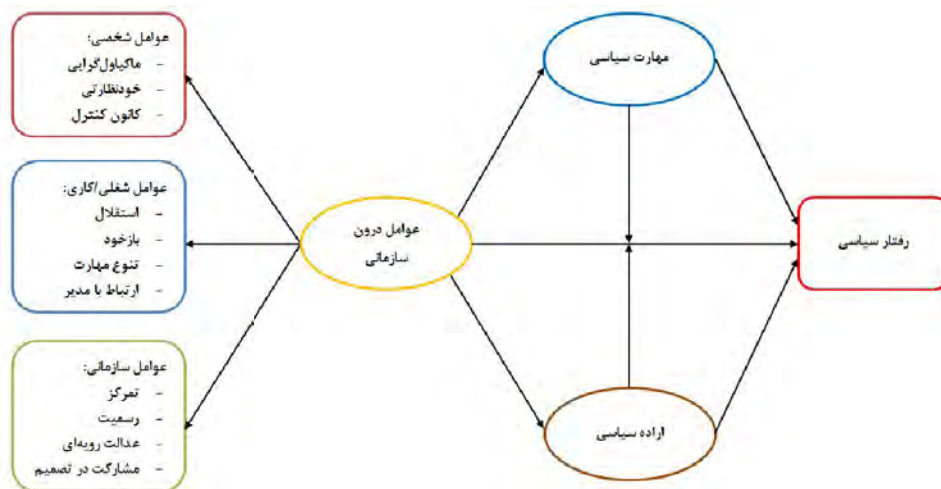 عوامل شخصی:
- ماکیاول‌گرایی
- خودنظارتی
- کانون کنترل
عوامل شغلی/کاری:
- استقلال
- بازخود
- تنوع مهارت
- ارتباط با مدیر
عوامل سازمانی:
- تمرکز
- رسمیت
- عدالت رویه‌ای
- مشارکت در تصمیم
عوامل درون
سازمانی
مهارت سیاسی
اراده سیاسی
رفتار سیاسی